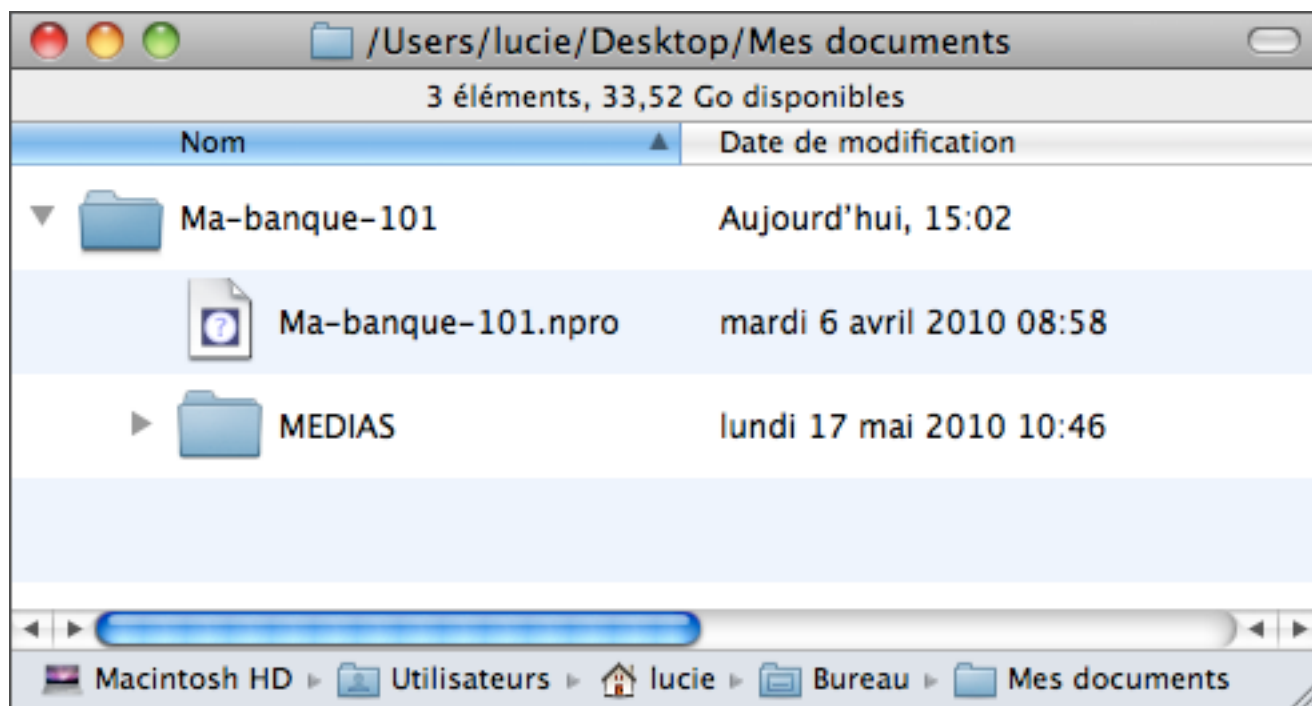 /Users/lucie/Desktop/Mes documents
3 éléments, 33,52 Go disponibles
Nom Date de modification
Ma-banque-101 Aujourd'hui, 15:02
Ma-banque-101.npro mardi 6 avril 2010 08:58
MEDIAS lundi 17 mai 2010 10:46
Macintosh HD Utilisateurs lucie Bureau Mes documents